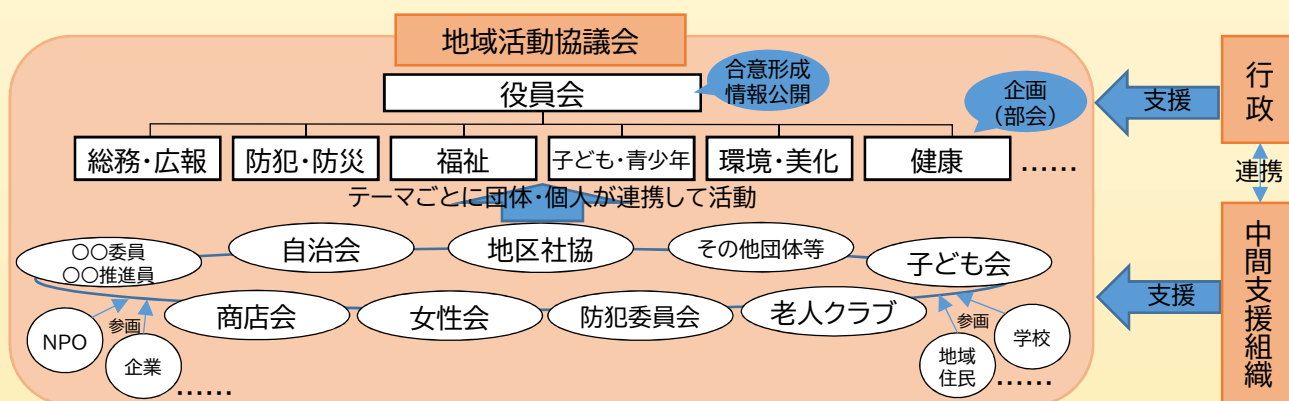 地域活動協議会
役員会
合意形成
情報公開
企画
(部会)
総務・広報
防犯・防災
福祉
子ども・青少年
環境・美化
健康
……
テーマごとに団体・個人が連携して活動
〇〇委員
〇〇推進員
自治会
地区社協
その他団体等
子ども会
商店会
女性会
防犯委員会
老人クラブ
NPO
参画
企業
……
参画
地域
住民
学校
……
支援
行政
連携
支援
中間支援組織